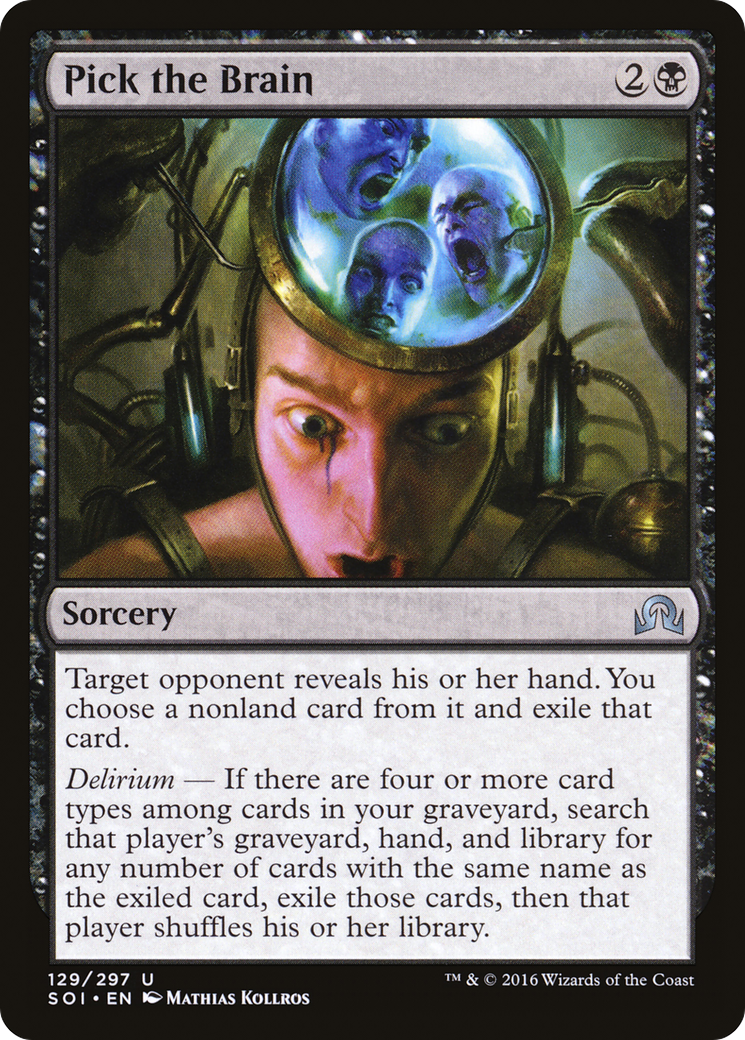 Pick the Brain 2
Sorcery
Target opponent reveals his or her hand. You
choose a nonland card from it and exile that
card.
Delirium — If there are four or more card
types among cards in your graveyard, search
that player's graveyard, hand, and library for
any number of cards with the same name as
the exiled card, exile those cards, then that
player shuffles his or her library.
129/297 U
™ & © 2016 Wizards of the Coast
SOI • EN Mathias Kollros